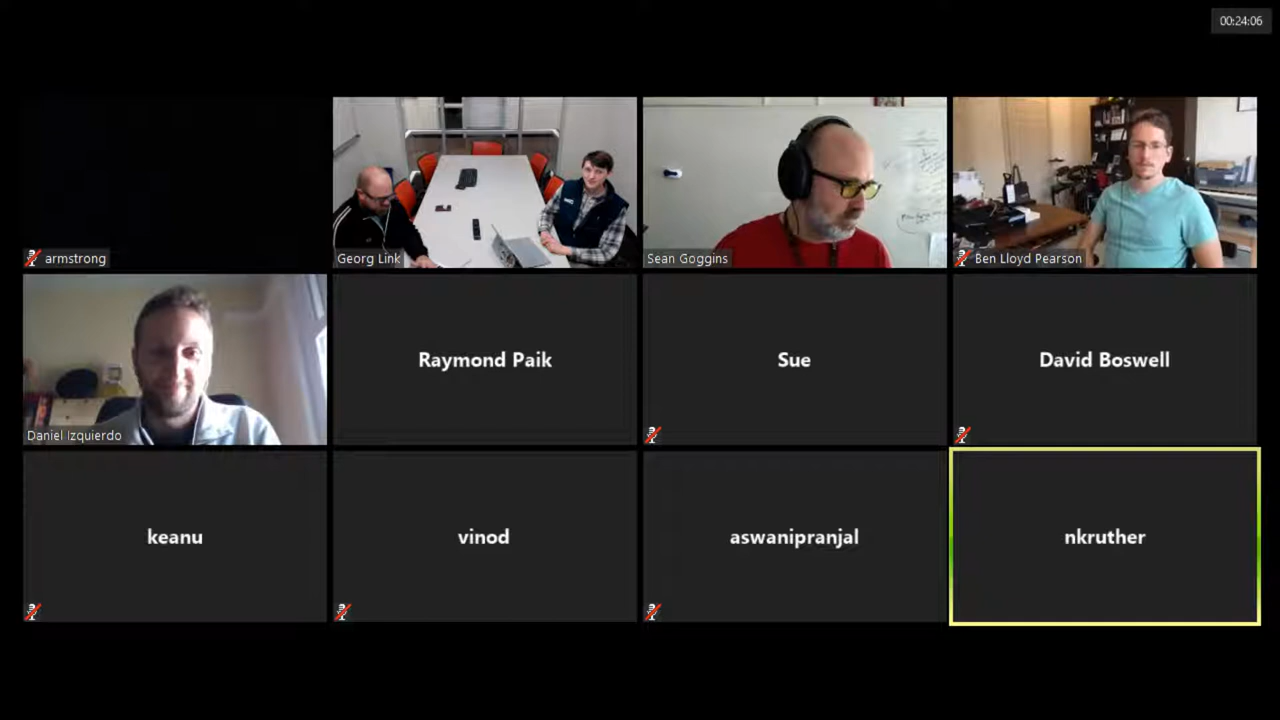 00:24:06
armstrong
Georg Link
Sean Goggins
Ben Lloyd Pearson
Daniel Izquierdo
Raymond Paik
Sue
David Boswell
keanu
vinod
aswanipranjal
nkruther